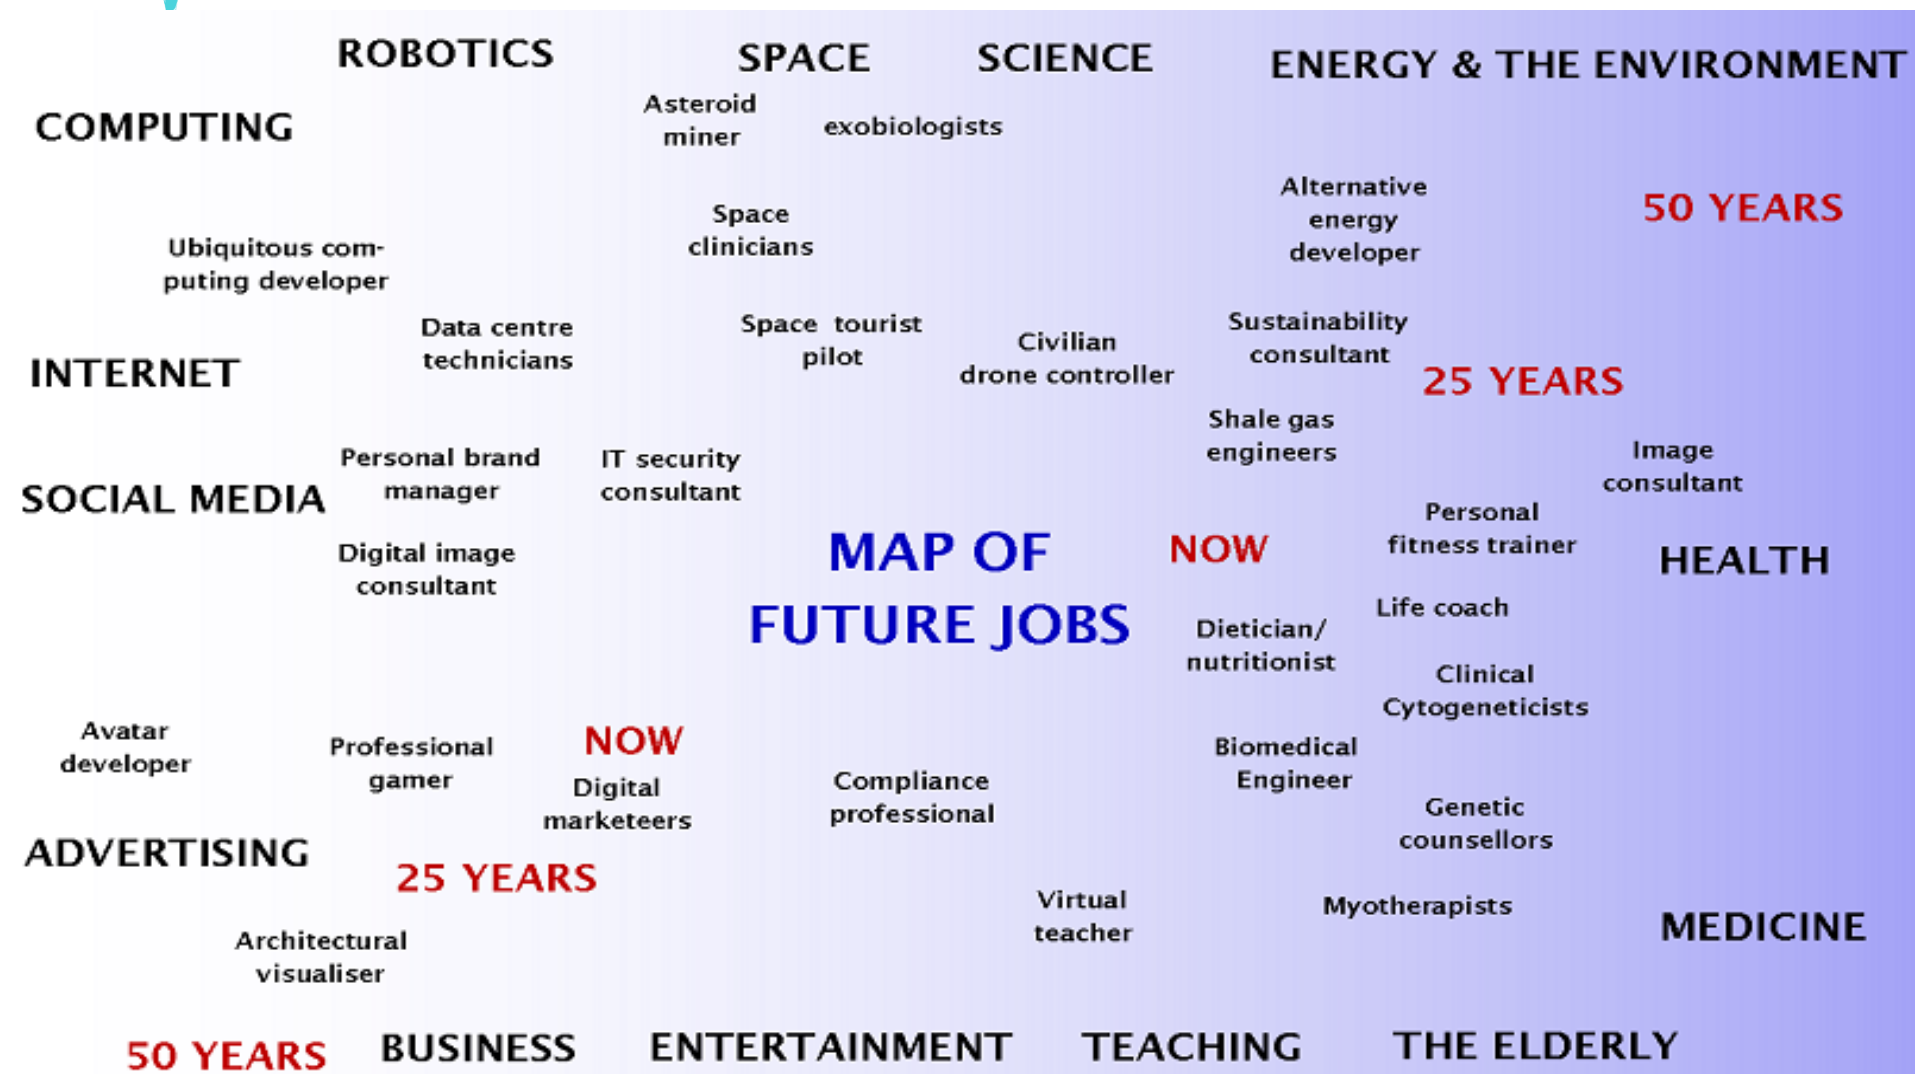 ROBOTICS
SPACE
SCIENCE
ENERGY & THE ENVIRONMENT
COMPUTING
Asteroid
miner
exobiologists
Alternative
energy
developer
50 YEARS
Space
clinicians
Ubiquitous com-
puting developer
Data centre
technicians
Space tourist
pilot
Civilian
drone controller
Sustainability
consultant
INTERNET
25 YEARS
Shale gas
engineers
Image
consultant
Personal brand
manager
IT security
consultant
SOCIAL MEDIA
Personal
fitness trainer
MAP OF
FUTURE JOBS
NOW
HEALTH
Digital image
consultant
Life coach
Dietician/
nutritionist
Clinical
Cytogeneticists
Avatar
developer
Professional
gamer
NOW
Digital
marketeers
Compliance
professional
Biomedical
Engineer
Genetic
counsellors
ADVERTISING
25 YEARS
Virtual
teacher
Myotherapists
MEDICINE
Architectural
visualiser
50 YEARS
BUSINESS
ENTERTAINMENT
TEACHING
THE ELDERLY